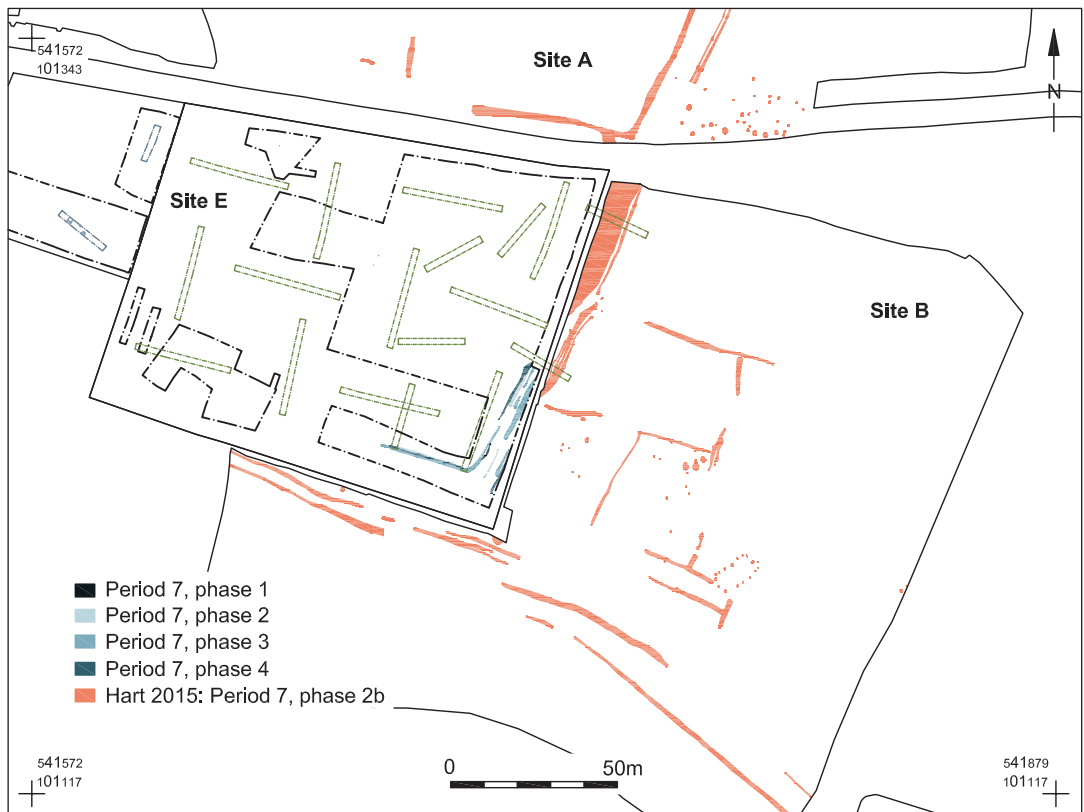 541572
101343
Site A
N
Site E
Site B
Period 7, phase 1
Period 7, phase 2
Period 7, phase 3
Period 7, phase 4
Hart 2015: Period 7, phase 2b
541572
101117
0 50m
541879
101117